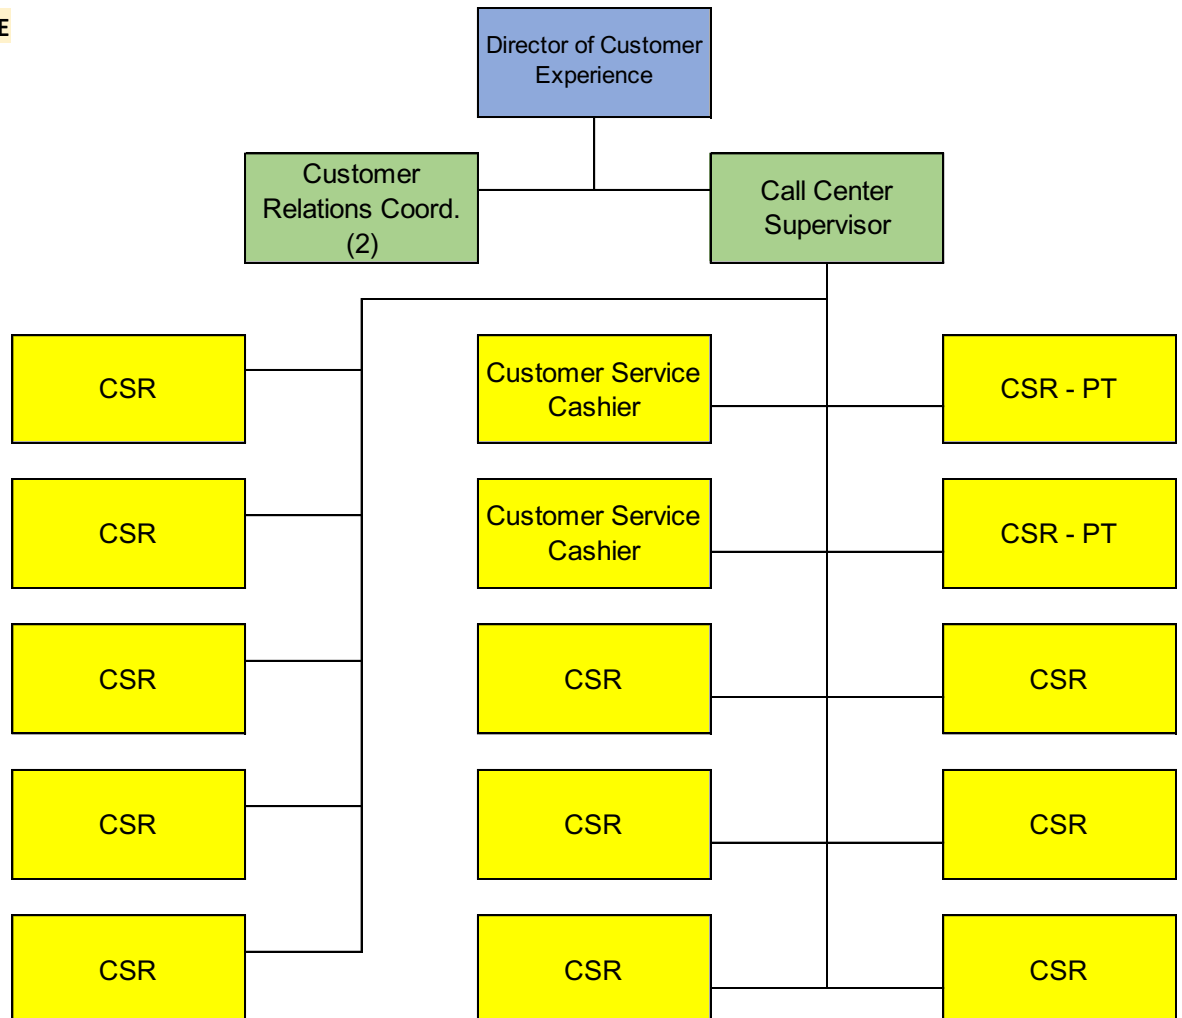 E
Director of Customer
Experience
Customer
Relations Coord.
(2)
Call Center
Supervisor
CSR
Customer Service
Cashier
CSR - PT
CSR
Customer Service
Cashier
CSR - PT
CSR
CSR
CSR
CSR
CSR
CSR
CSR
CSR
CSR